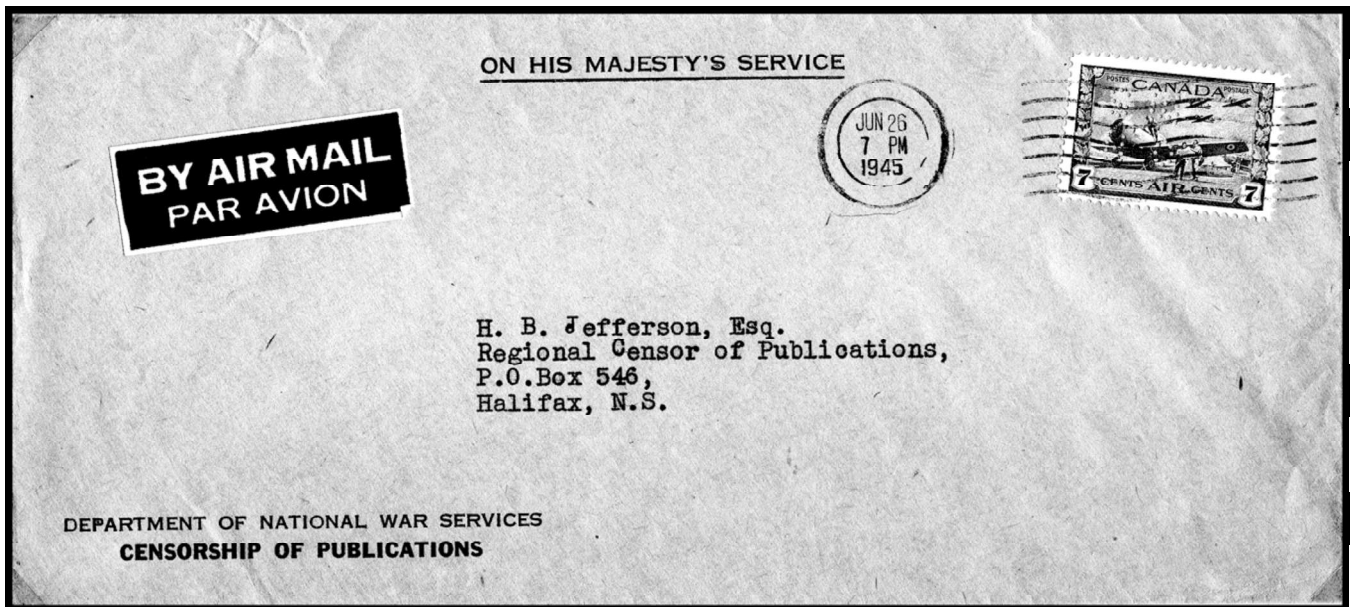 ON HIS MAJESTY'S SERVICE
BY AIR MAIL
PAR AVION
JUN 26
7 PM
1945
POSTES CANADA POSTAGE
7 CENTS AIR CENTS 7
H. B. Jefferson, Esq.
Regional Censor of Publications,
P.O.Box 546,
Halifax, N.S.
DEPARTMENT OF NATIONAL WAR SERVICES
CENSORSHIP OF PUBLICATIONS